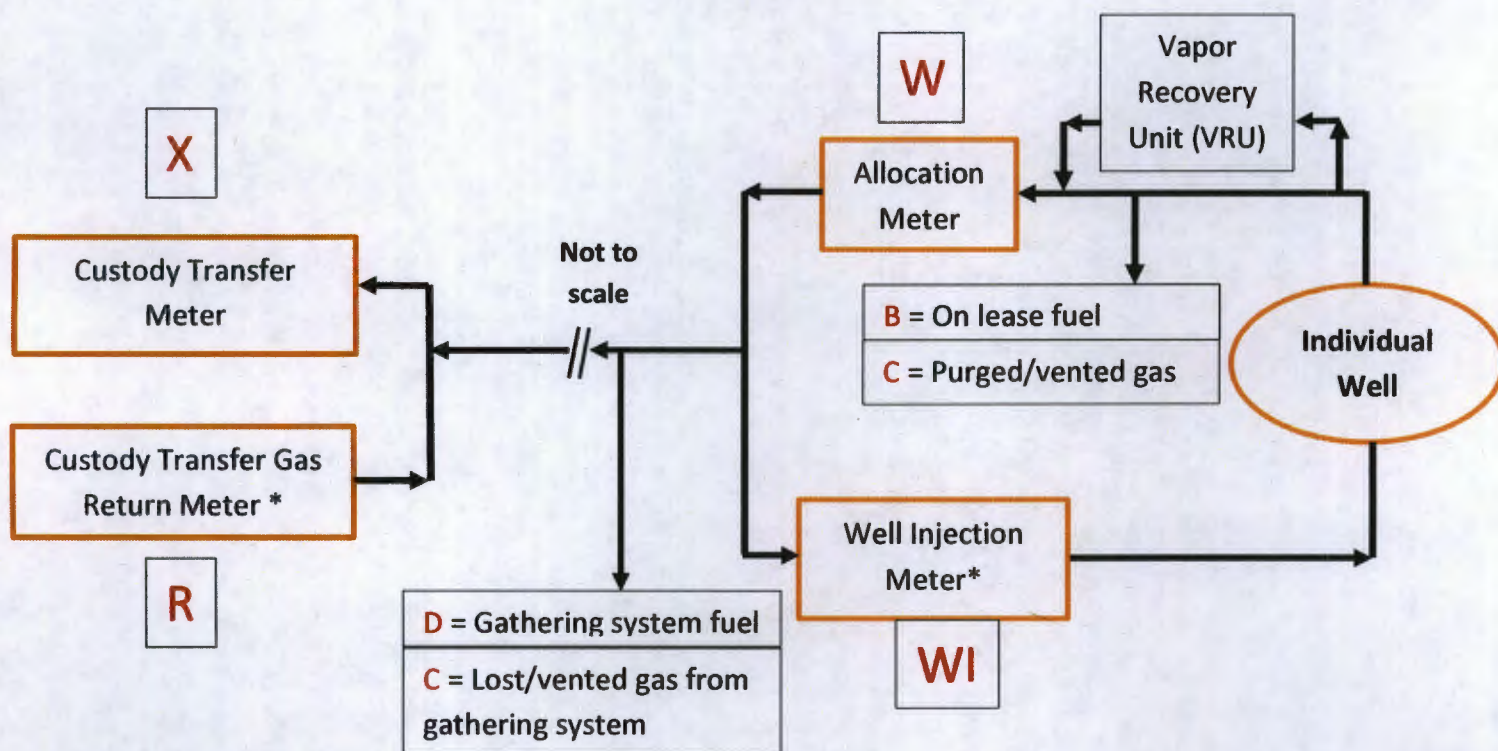 X
Custody Transfer
Meter
Custody Transfer Gas
Return Meter *
R
Not to
scale
D = Gathering system fuel
C = Lost/vented gas from
gathering system
W
Allocation
Meter
Vapor
Recovery
Unit (VRU)
B = On lease fuel
C = Purged/vented gas
Individual
Well
Well Injection
Meter*
WI